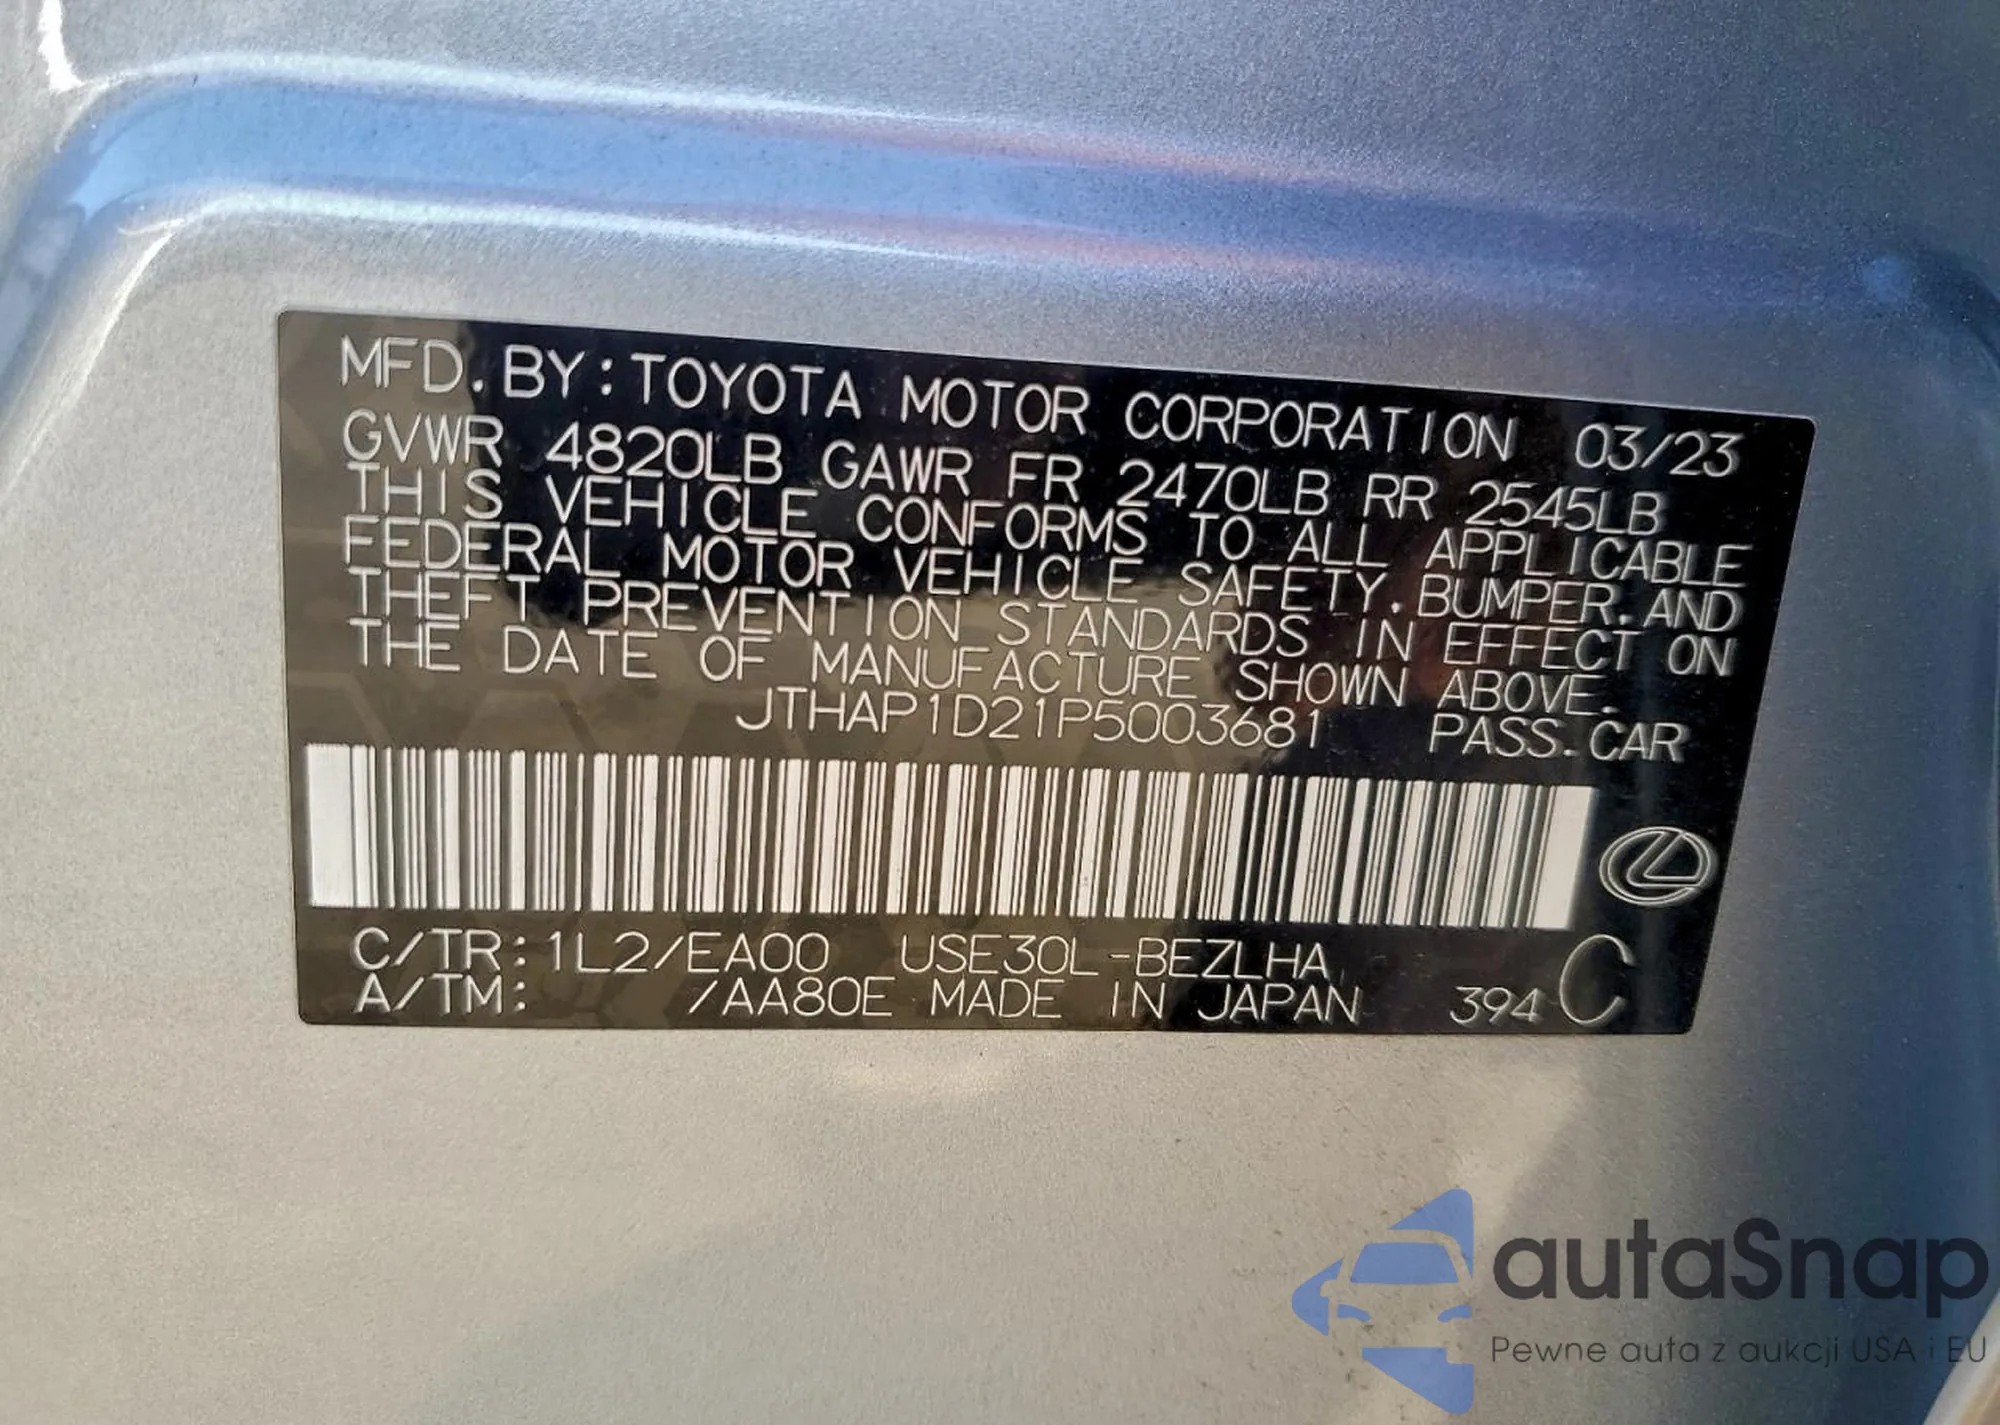 MFD. BY: TOYOTA MOTOR CORPORATION 03/23
GVWR 4820LB GAWR FR 2470LB RR 2545LB
THIS VEHICLE CONFORMS TO ALL APPLICABLE
FEDERAL MOTOR VEHICLE SAFETY. BUMPER. AND
THEFT PREVENTION STANDARDS IN EFFECT ON
THE DATE OF MANUFACTURE SHOWN ABOVE.
JTHAP1D21P5003681 PASS. CAR
C/TR: 1L2/EA00 USE30L-BEZLHA
A/TM: /AA80E MADE IN JAPAN 394 C
autaSnap
Pewne auta z aukcji USA i EU